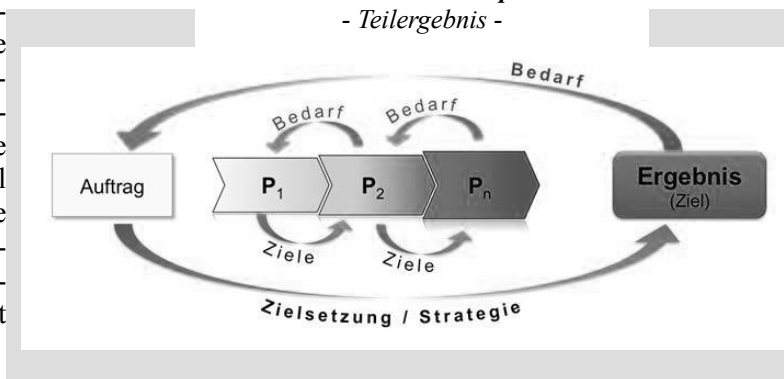 - Teilergebnis -
Bedarf
Bedarf
Bedarf
Auftrag
P1
P2
Pn
Ergebnis
(Ziel)
Ziele
Ziele
Zielsetzung / Strategie